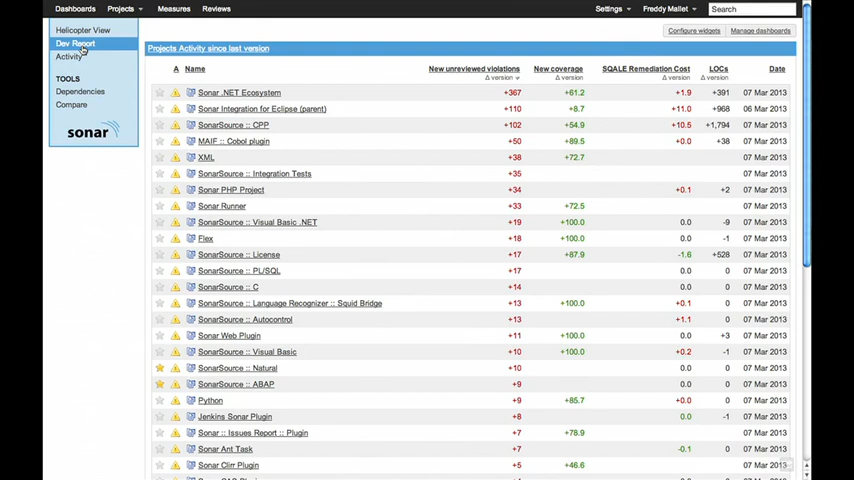 Dashboards Projects Measures Reviews Settings Freddy Mallet Search
Helicopter View
Dev Report
Activity
TOOLS
Dependencies
Compare
sonar
Configure widgets Manage dashboards
Projects Activity since last version
A Name New unreviewed violations New coverage SQALE Remediation Cost LOCs Date
Δ version Δ version Δ version Δ version
Sonar .NET Ecosystem +367 +61.2 +1.9 +391 07 Mar 2013
Sonar Integration for Eclipse (parent) +110 +8.7 +11.0 +968 06 Mar 2013
SonarSource :: CPP +102 +54.9 +10.5 +1,794 07 Mar 2013
MAIF :: Cobol plugin +50 +89.5 +0.0 +38 07 Mar 2013
XML +38 +72.7 07 Mar 2013
SonarSource :: Integration Tests +35 07 Mar 2013
Sonar PHP Project +34 +0.1 +2 07 Mar 2013
Sonar Runner +33 +72.5 07 Mar 2013
SonarSource :: Visual Basic .NET +19 +100.0 0.0 -9 07 Mar 2013
Flex +18 +100.0 0.0 -1 07 Mar 2013
SonarSource :: License +17 +87.9 -1.6 +528 07 Mar 2013
SonarSource :: PL/SQL +17 0.0 0 07 Mar 2013
SonarSource :: C +14 0.0 0 07 Mar 2013
SonarSource :: Language Recognizer :: Squid Bridge +13 +100.0 +0.1 0 07 Mar 2013
SonarSource :: Autocontrol +13 +1.1 0 07 Mar 2013
Sonar Web Plugin +11 +100.0 0.0 +3 07 Mar 2013
SonarSource :: Visual Basic +10 +100.0 +0.2 -1 07 Mar 2013
SonarSource :: Natural +10 0.0 0 07 Mar 2013
SonarSource :: ABAP +9 0.0 0 07 Mar 2013
Python +9 +85.7 +0.0 0 07 Mar 2013
Jenkins Sonar Plugin +8 0.0 -1 07 Mar 2013
Sonar :: Issues Report :: Plugin +7 +78.9 07 Mar 2013
Sonar Ant Task +7 -0.1 0 07 Mar 2013
Sonar Clirr Plugin +5 +46.6 07 Mar 2013